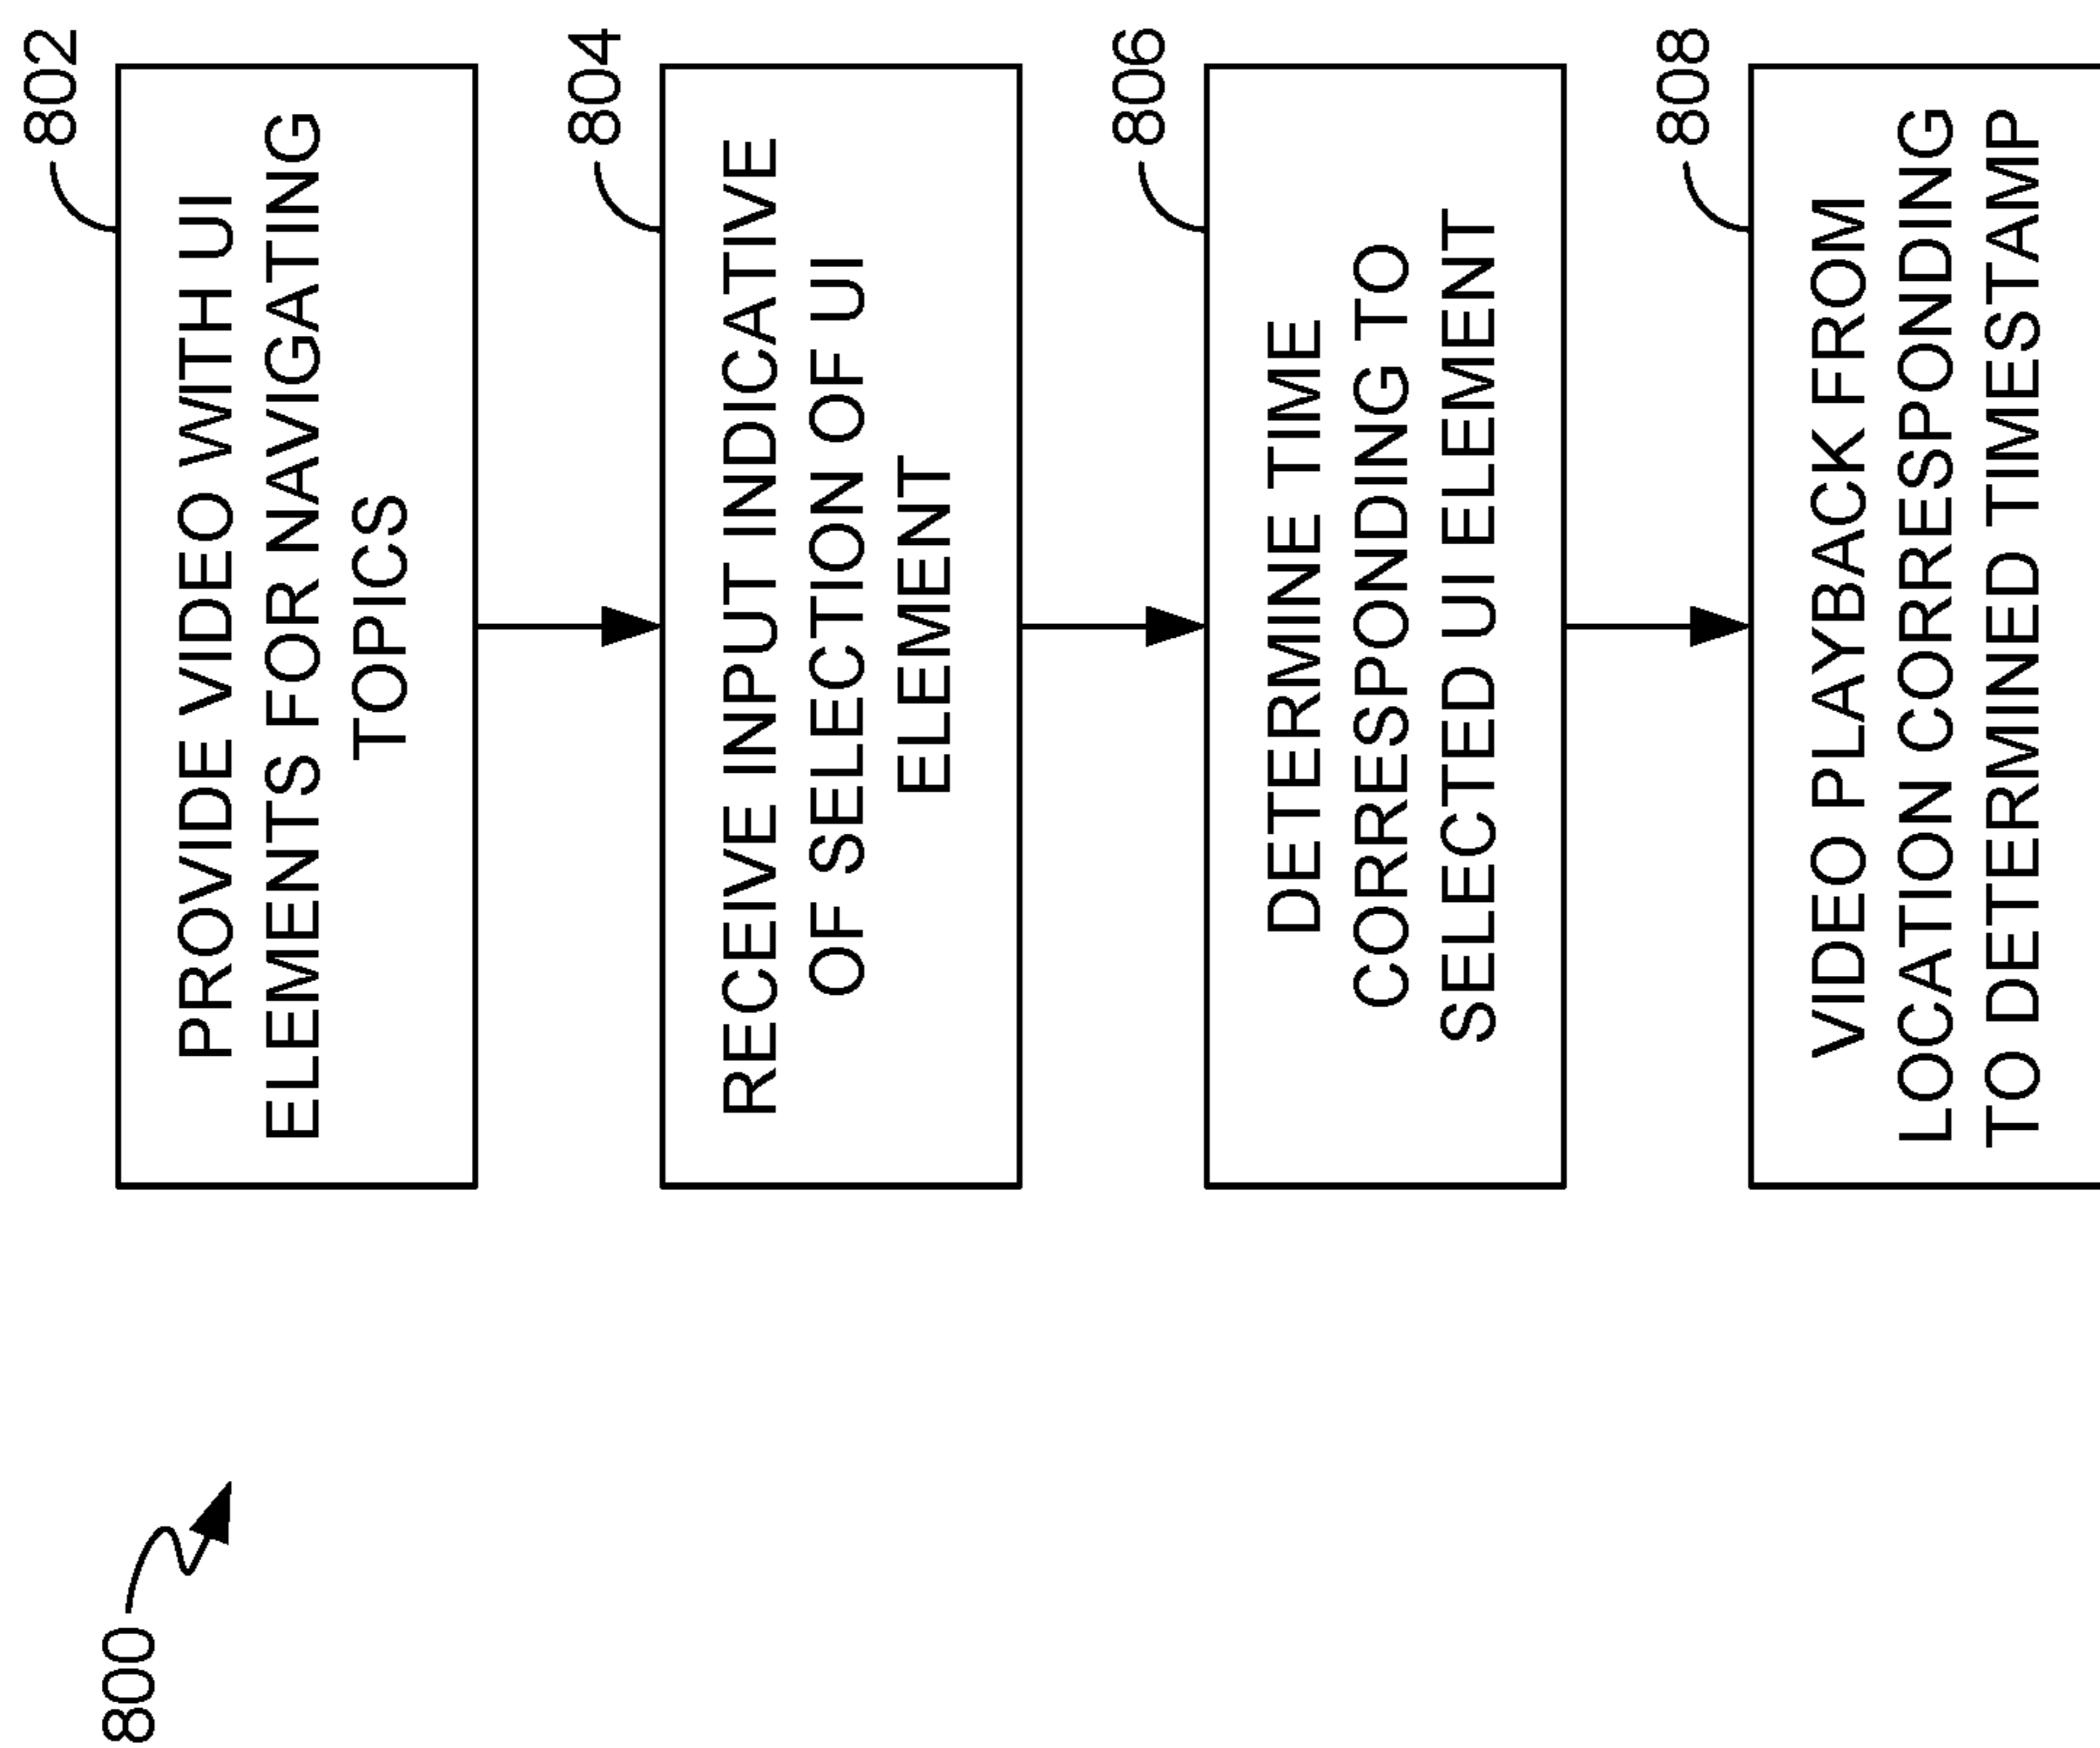 800
802
PROVIDE VIDEO WITH UI
ELEMENTS FOR NAVIGATING
TOPICS
804
RECEIVE INPUT INDICATIVE
OF SELECTION OF UI
ELEMENT
806
DETERMINE TIME
CORRESPONDING TO
SELECTED UI ELEMENT
808
VIDEO PLAYBACK FROM
LOCATION CORRESPONDING
TO DETERMINED TIMESTAMP